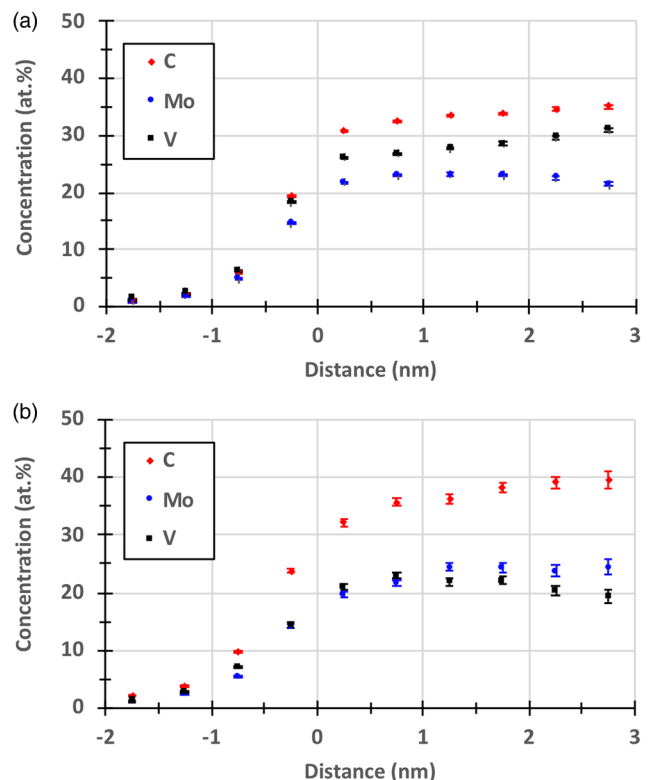 (a)
50
40
30
20
10
0
C
Mo
V
Concentration (at.%)
-2 -1 0 1 2 3
Distance (nm)
(b)
50
40
30
20
10
0
C
Mo
V
Concentration (at.%)
-2 -1 0 1 2 3
Distance (nm)